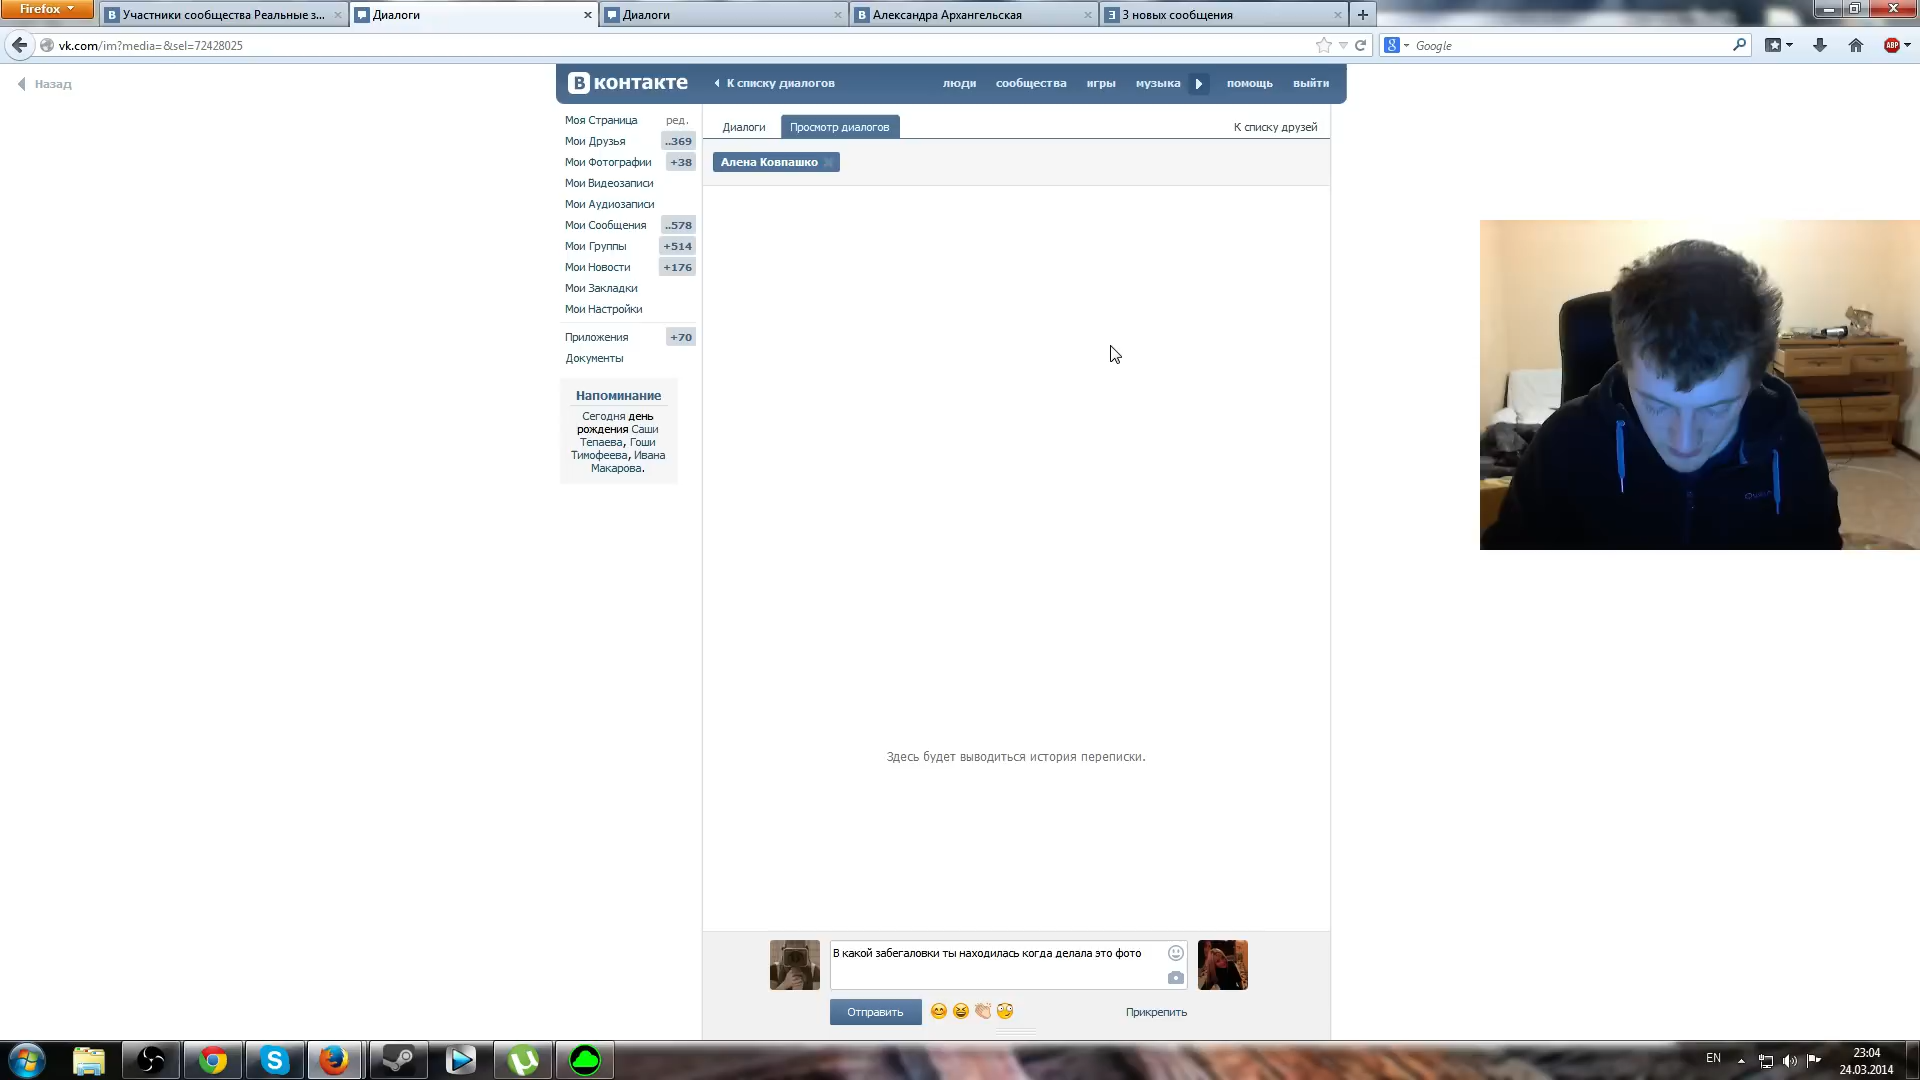 Firefox
Участники сообщества Реальные з...
Диалоги
Диалоги
Александра Архангельская
3 новых сообщения
vk.com/im?media=&sel=72428025
Google
ABP
Назад
В контакте
К списку диалогов
люди
сообщества
игры
музыка
помощь
выйти
Моя Страница
ред.
Мои Друзья
..369
Мои Фотографии
+38
Мои Видеозаписи
Мои Аудиозаписи
Мои Сообщения
..578
Мои Группы
+514
Мои Новости
+176
Мои Закладки
Мои Настройки
Приложения
+70
Документы
Напоминание
Сегодня день
рождения Саши
Тепаева, Гоши
Тимофеева, Ивана
Макарова.
Диалоги
Просмотр диалогов
К списку друзей
Алена Ковпашко
Здесь будет выводиться история переписки.
В какой забегаловки ты находилась когда делала это фото
Отправить
Прикрепить
EN
23:04
24.03.2014